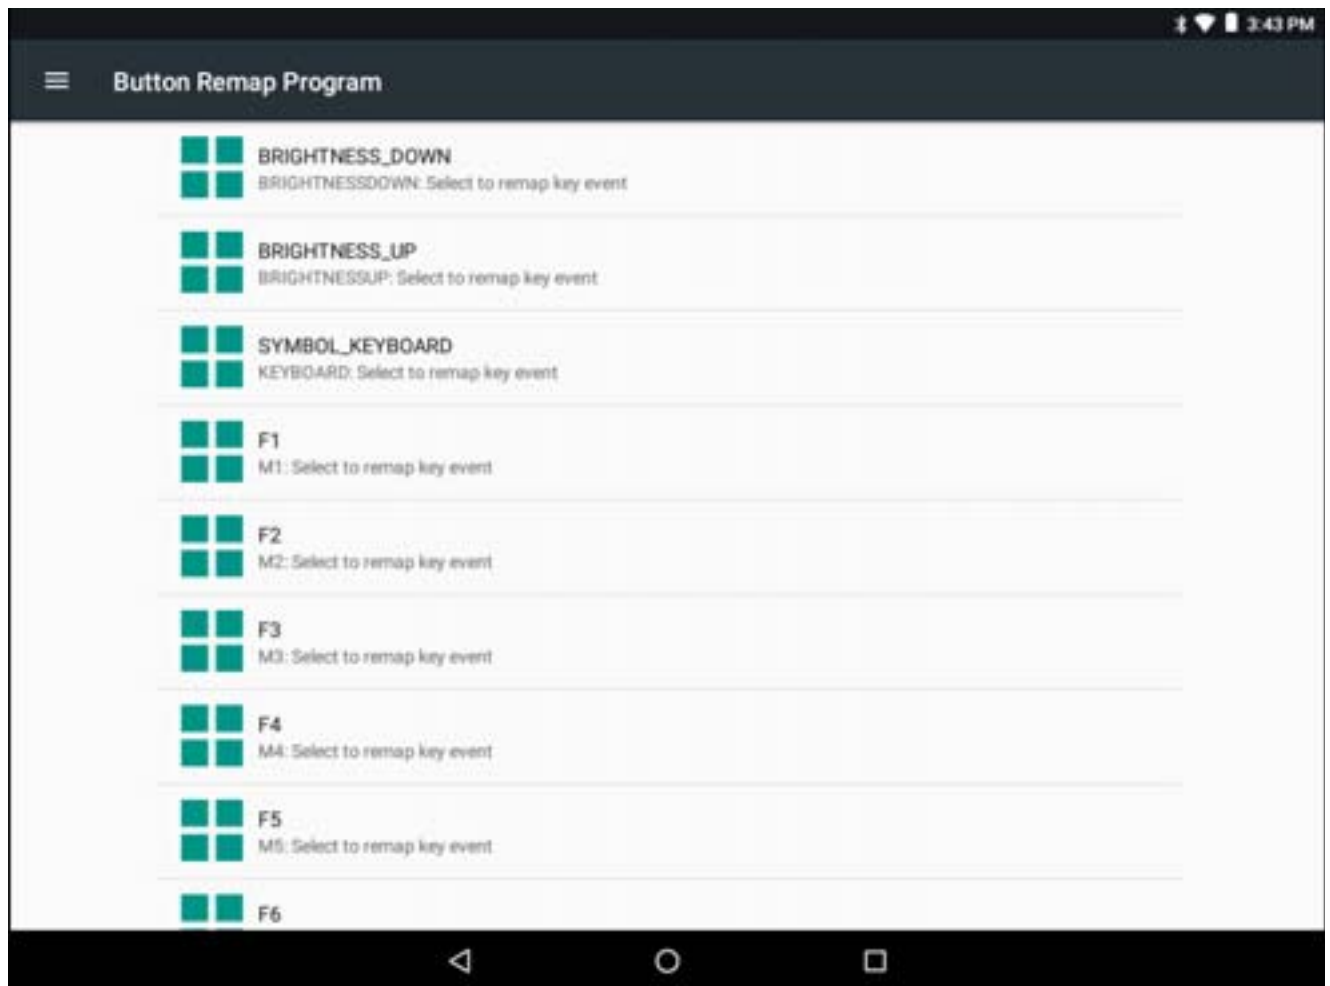 3:43 PM
Button Remap Program
BRIGHTNESS_DOWN
BRIGHTNESSDOWN: Select to remap key event
BRIGHTNESS_UP
BRIGHTNESSUP: Select to remap key event
SYMBOL_KEYBOARD
KEYBOARD: Select to remap key event
F1
M1: Select to remap key event
F2
M2: Select to remap key event
F3
M3: Select to remap key event
F4
M4: Select to remap key event
F5
M5: Select to remap key event
F6